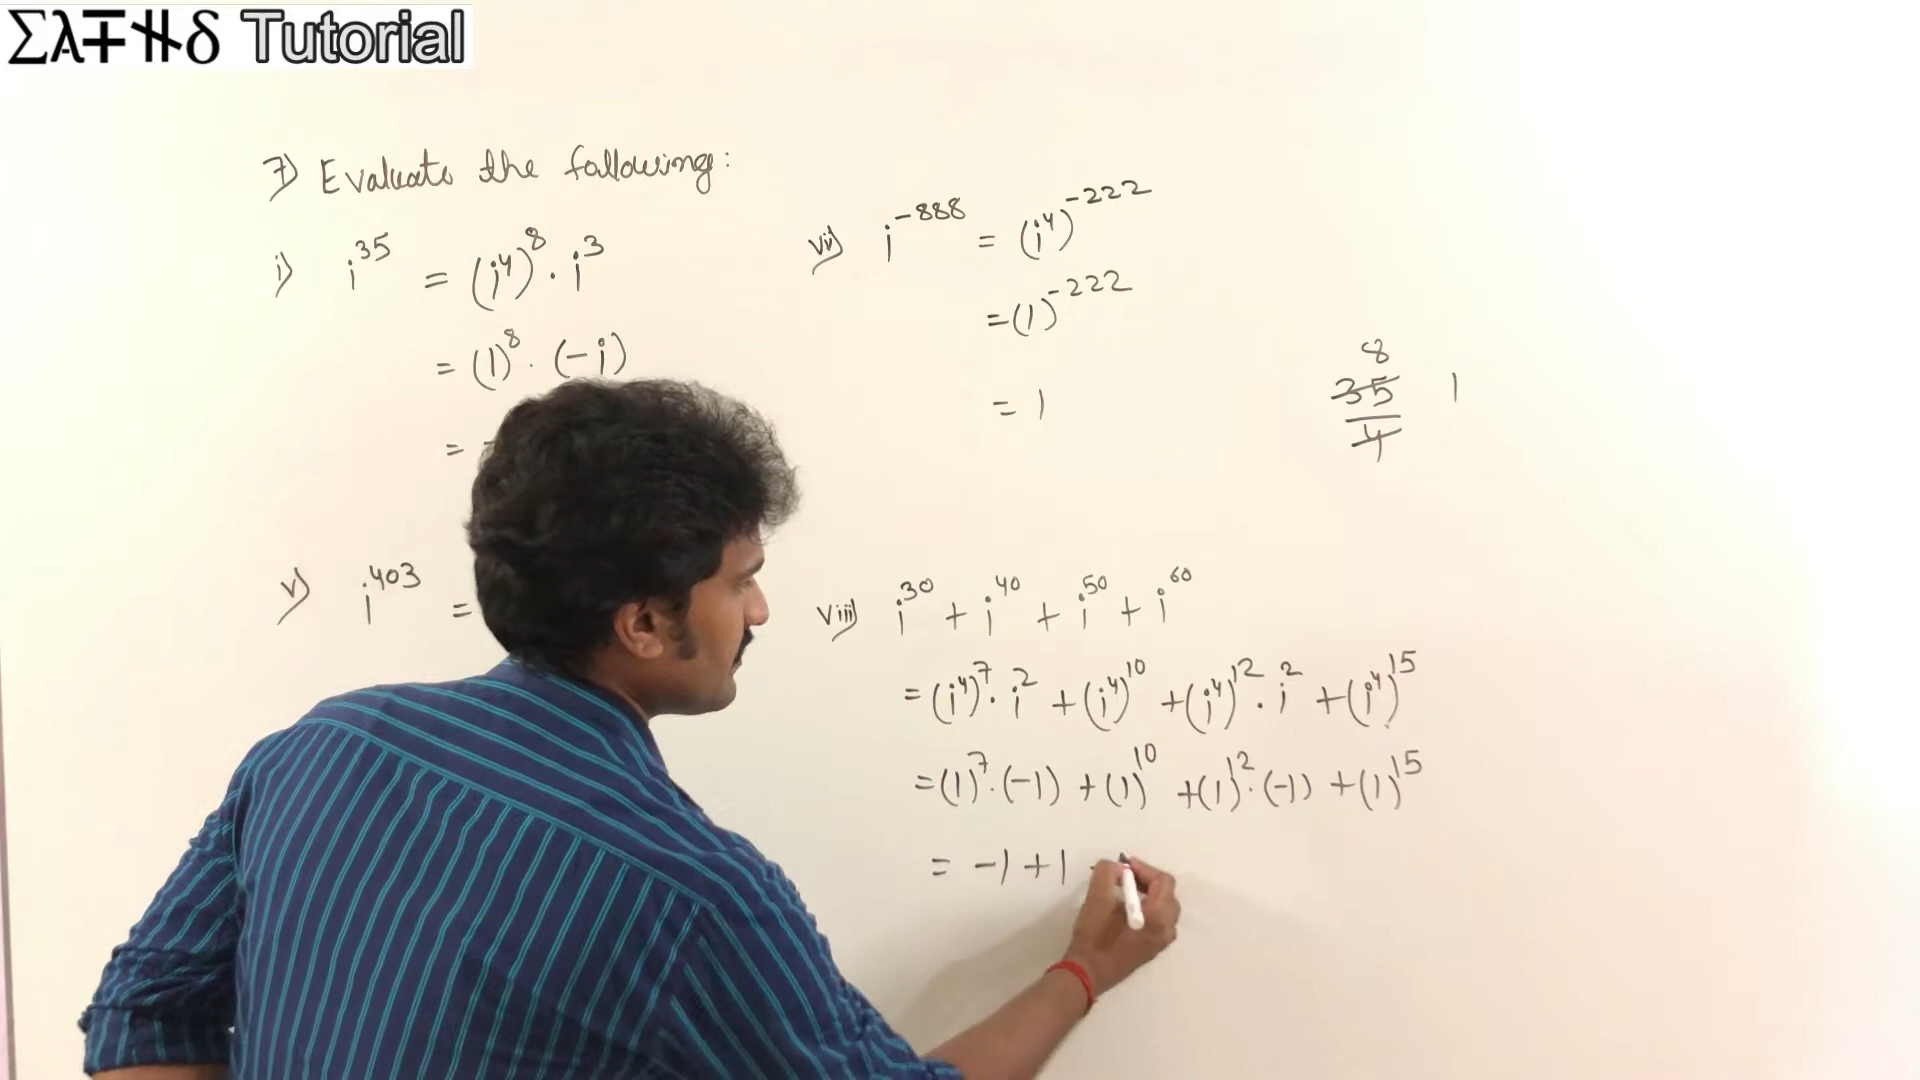 ΣλŦĦδ Tutorial
7) Evaluate the following:
i) i^35 = (i^4)^8 · i^3
= (1)^8 · (-i)
=
v) i^403 =
vii) i^-888 = (i^4)^-222
= (1)^-222
= 1
8
35
4
1
viii) i^30 + i^40 + i^50 + i^60
= (i^4)^7 · i^2 + (i^4)^10 + (i^4)^12 · i^2 + (i^4)^15
= (1)^7 · (-1) + (1)^10 + (1)^12 · (-1) + (1)^15
= -1 + 1 -